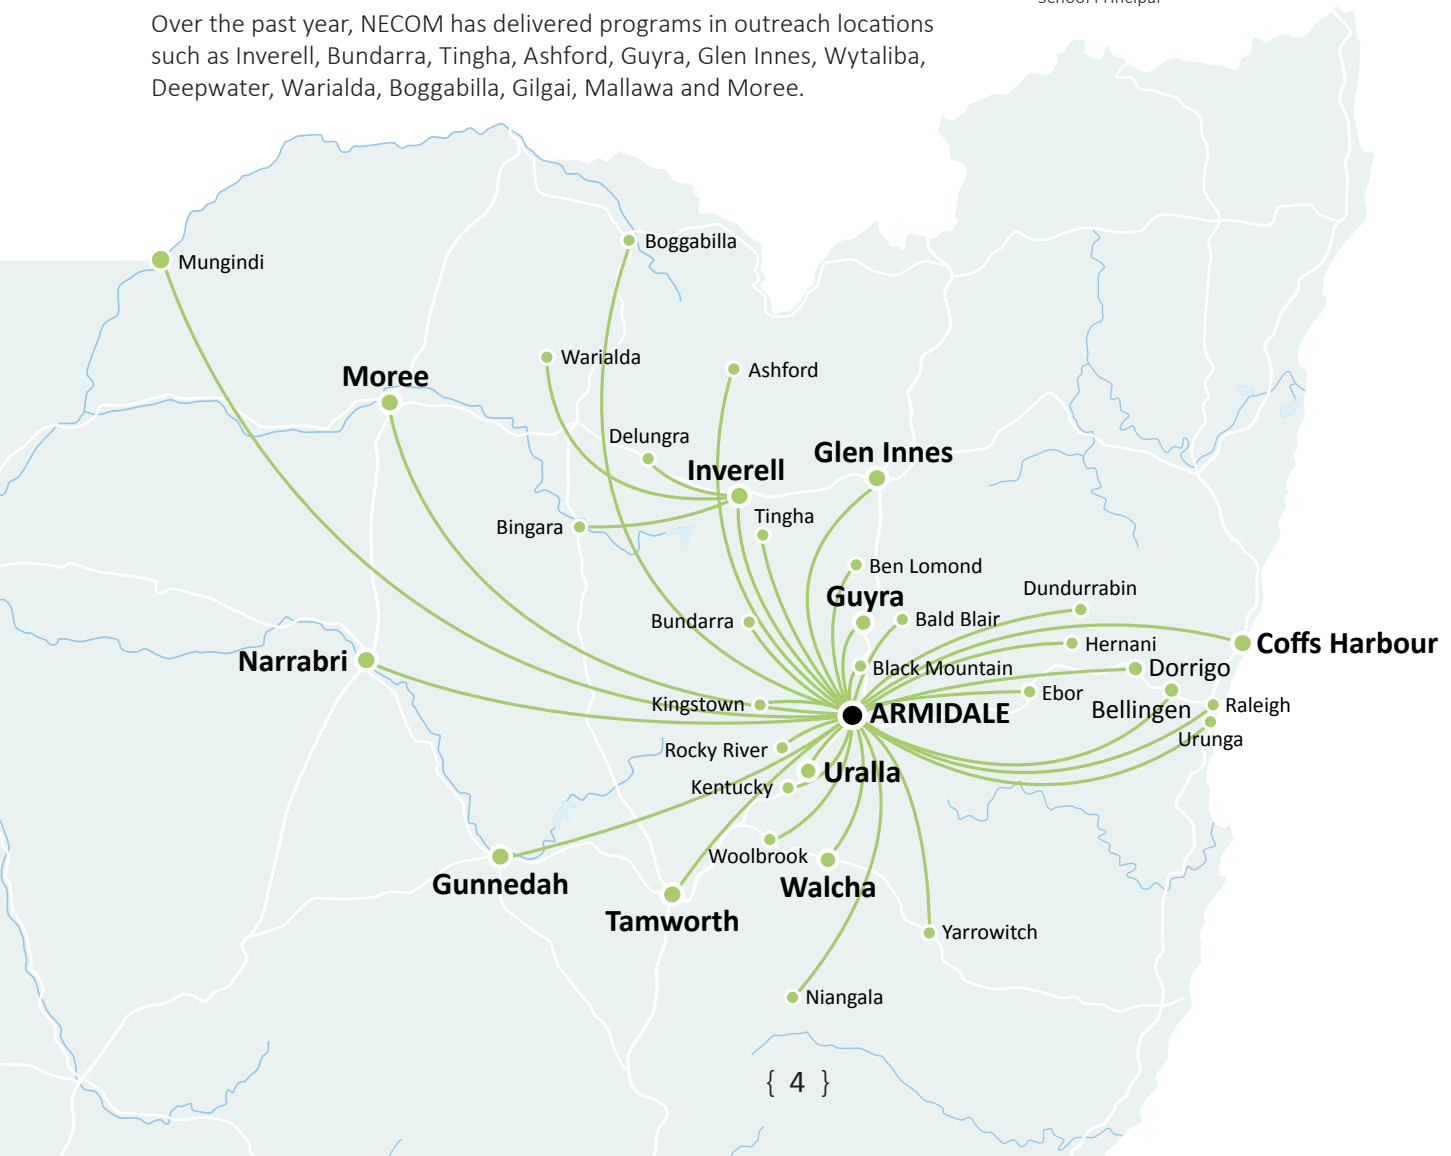 School Principal
Over the past year, NECOM has delivered programs in outreach locations
such as Inverell, Bundarra, Tingha, Ashford, Guyra, Glen Innes, Wytaliba,
Deepwater, Warialda, Boggabilla, Gilgai, Mallawa and Moree.
Boggabilla
Mungindi
Warialda
Ashford
Moree
Delungra
Glen Innes
Inverell
Tingha
Bingara
Ben Lomond
Dundurrabin
Guyra
Bald Blair
Bundarra
Hernani
Coffs Harbour
Narrabri
Black Mountain
Dorrigo
Ebor
Kingstown
Raleigh
Bellingen
ARMIDALE
Urunga
Rocky River
Uralla
Kentucky
Woolbrook
Gunnedah
Walcha
Tamworth
Yarrowitch
Niangala
{ 4 }